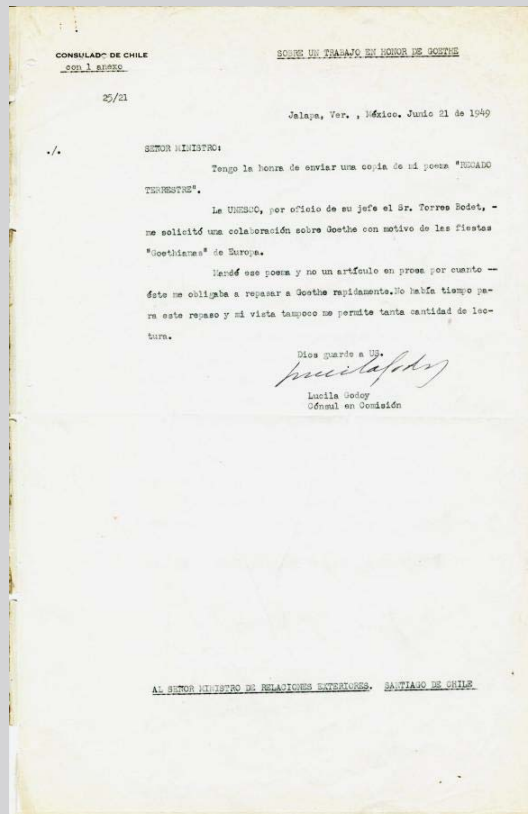 CONSULADO DE CHILE
con 1 anexo
SOBRE UN TRABAJO EN HONOR DE GOETHE
25/21
Jalapa, Ver. , México. Junio 21 de 1949
./.
SEÑOR MINISTRO:
Tengo la honra de enviar una copia de mi poema "RECADO
TERRESTRE".
La UNESCO, por oficio de su jefe el Sr. Torres Bodet, -
me solicitó una colaboración sobre Goethe con motivo de las fiestas
"Goethianas" de Europa.
Mandé ese poema y no un artículo en prosa por cuanto --
éste me obligaba a repasar a Goethe rapidamente.No había tiempo pa-
ra este repaso y mi vista tampoco me permite tanta cantidad de lec-
tura.
Dios guarde a US.
Lucila Godoy
Lucila Godoy
Cónsul en Comisión
AL SEÑOR MINISTRO DE RELACIONES EXTERIORES. SANTIAGO DE CHILE